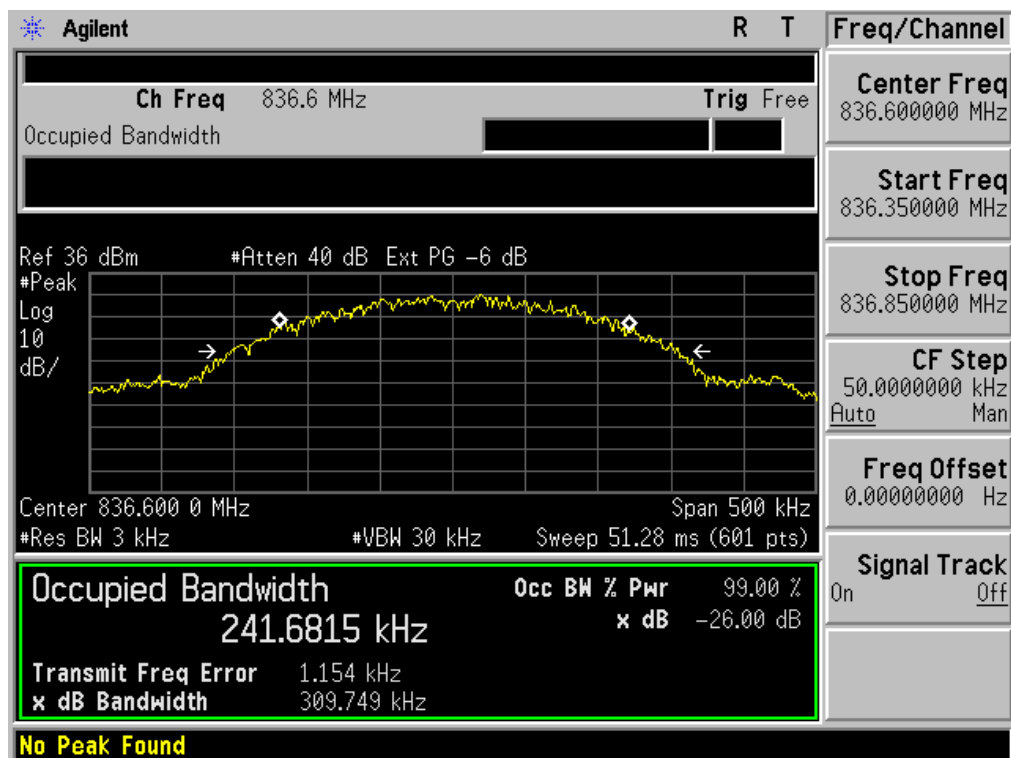 Agilent R T
Freq/Channel
Ch Freq 836.6 MHz Trig Free
Occupied Bandwidth
Center Freq
836.600000 MHz
Start Freq
836.350000 MHz
Stop Freq
836.850000 MHz
CF Step
50.0000000 kHz
Auto Man
Freq Offset
0.00000000 Hz
Signal Track
On Off
Ref 36 dBm #Atten 40 dB Ext PG -6 dB
#Peak
Log
10
dB/
Center 836.600 0 MHz Span 500 kHz
#Res BW 3 kHz #VBW 30 kHz Sweep 51.28 ms (601 pts)
Occupied Bandwidth Occ BW % Pwr 99.00 %
241.6815 kHz x dB -26.00 dB
Transmit Freq Error 1.154 kHz
x dB Bandwidth 309.749 kHz
No Peak Found